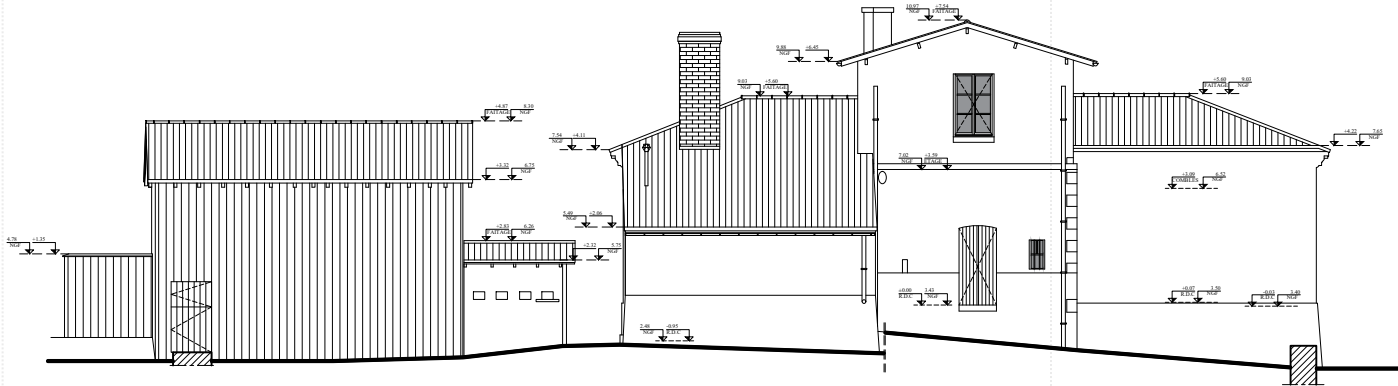 10.97 +7.54
NGF FAITAGE
9.88 +6.45
NGF
9.03 +5.60
NGF FAITAGE
+5.60 9.03
FAITAGE NGF
+4.87 8.30
FAITAGE NGF
7.54 +4.11
NGF
+4.22 7.65
NGF
7.02 +3.59
NGF ETAGE
+3.32 6.75
NGF
+3.09 6.52
COMBLES NGF
5.49 +2.06
NGF
+2.83 6.26
FAITAGE NGF
4.78 +1.35
NGF
+2.32 5.75
NGF
+0.00 3.43
R.D.C NGF
+0.07 3.50
R.D.C NGF
-0.03 3.40
R.D.C NGF
2.48 -0.95
NGF R.D.C